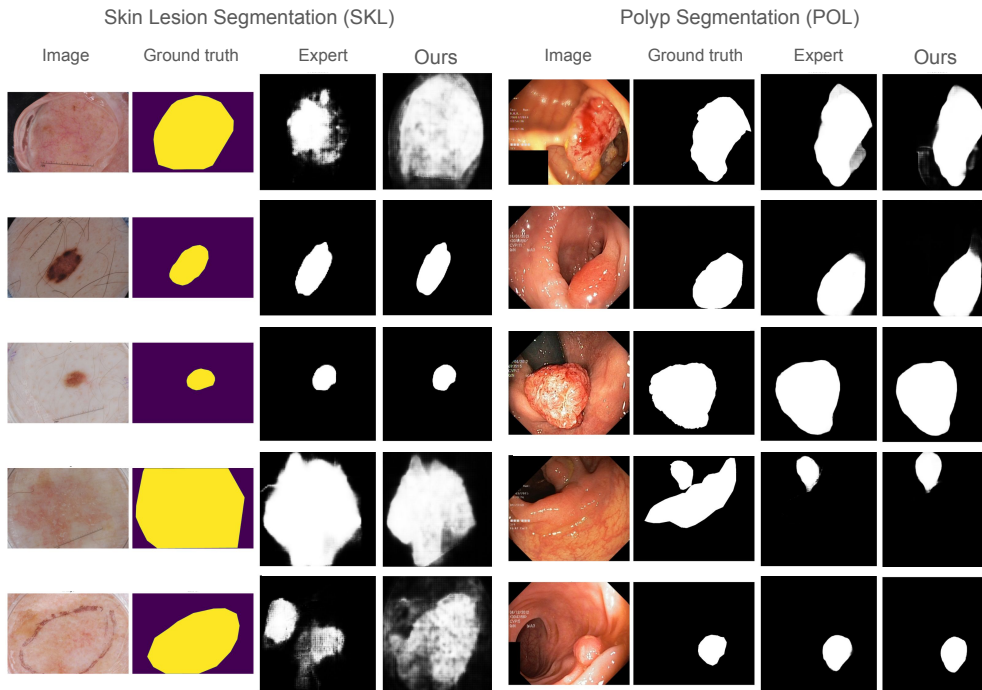 Skin Lesion Segmentation (SKL)
Polyp Segmentation (POL)
Image
Ground truth
Expert
Ours
Image
Ground truth
Expert
Ours